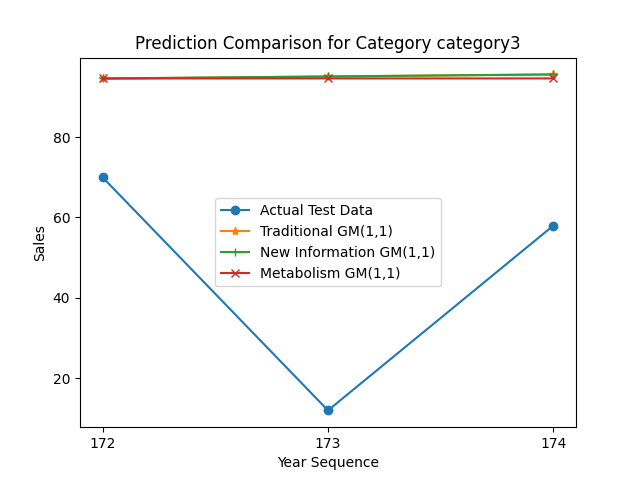 Prediction Comparison for Category category3
Sales
80
60
40
20
Actual Test Data
Traditional GM(1,1)
New Information GM(1,1)
Metabolism GM(1,1)
172
173
174
Year Sequence